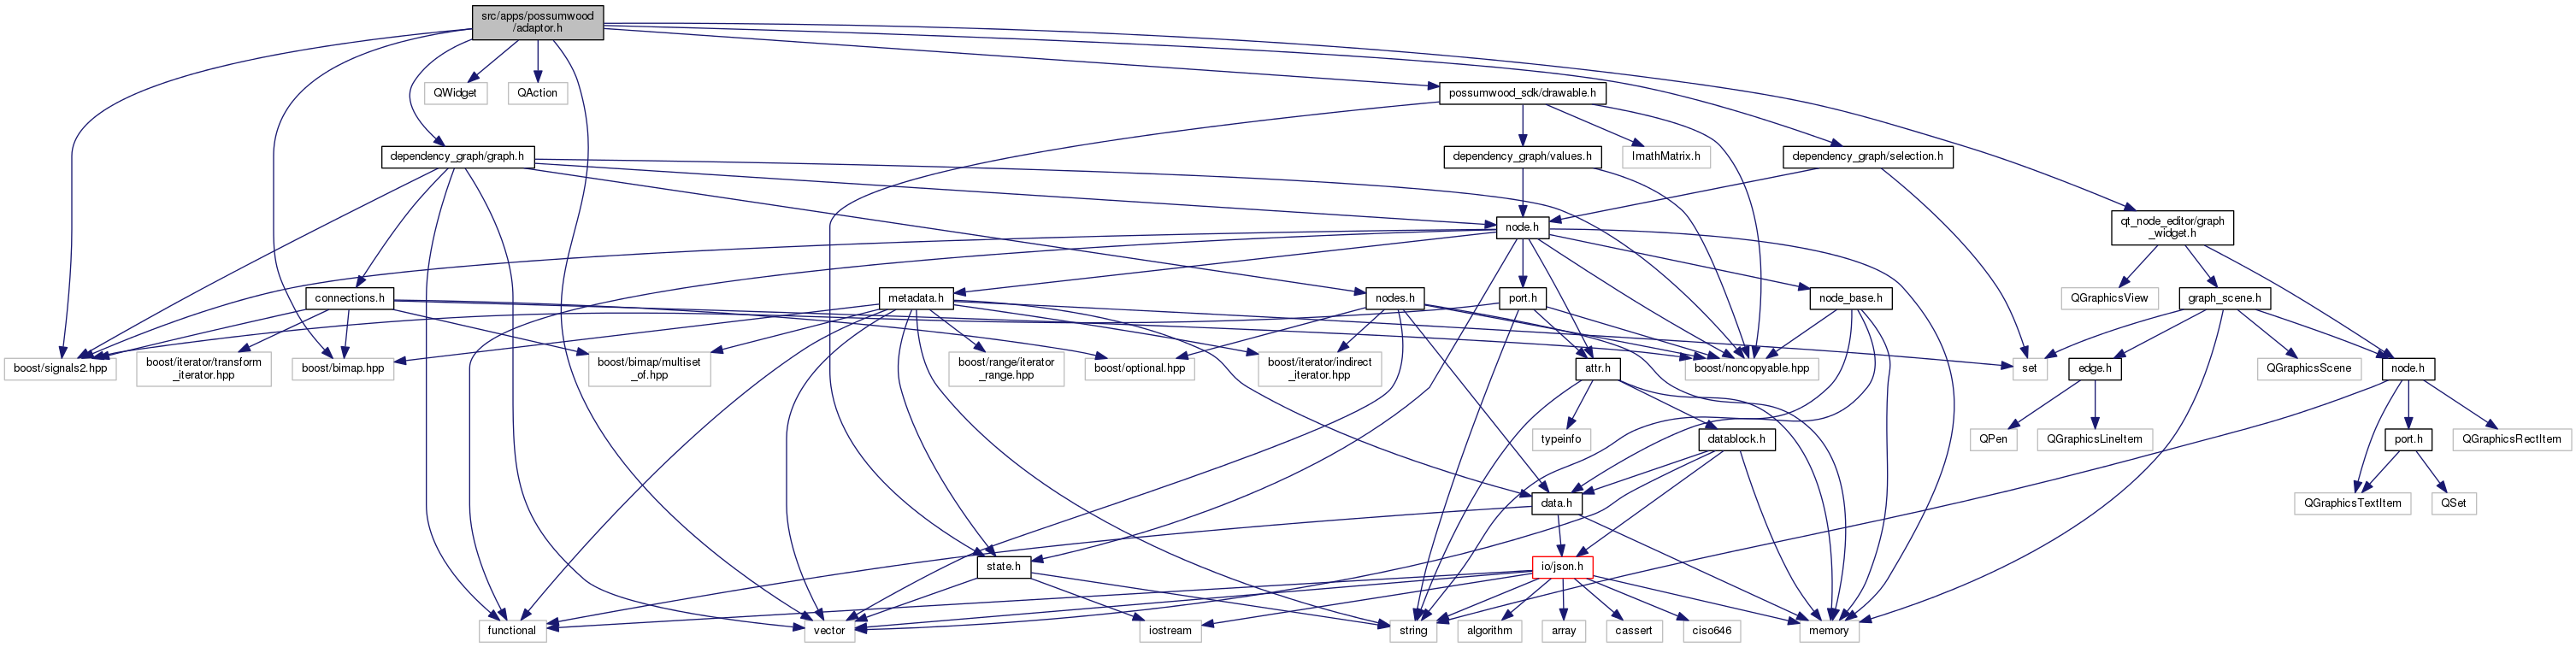 src/apps/possumwood
/adaptor.h
QWidget
QAction
possumwood_sdk/drawable.h
dependency_graph/graph.h
dependency_graph/values.h
ImathMatrix.h
dependency_graph/selection.h
node.h
qt_node_editor/graph
_widget.h
connections.h
metadata.h
nodes.h
port.h
node_base.h
QGraphicsView
graph_scene.h
boost/signals2.hpp
boost/iterator/transform
_iterator.hpp
boost/bimap.hpp
boost/bimap/multiset
_of.hpp
boost/range/iterator
_range.hpp
boost/optional.hpp
boost/iterator/indirect
_iterator.hpp
attr.h
boost/noncopyable.hpp
set
edge.h
QGraphicsScene
node.h
typeinfo
datablock.h
QPen
QGraphicsLineItem
port.h
QGraphicsRectItem
data.h
QGraphicsTextItem
QSet
state.h
io/json.h
functional
vector
iostream
string
algorithm
array
cassert
ciso646
memory